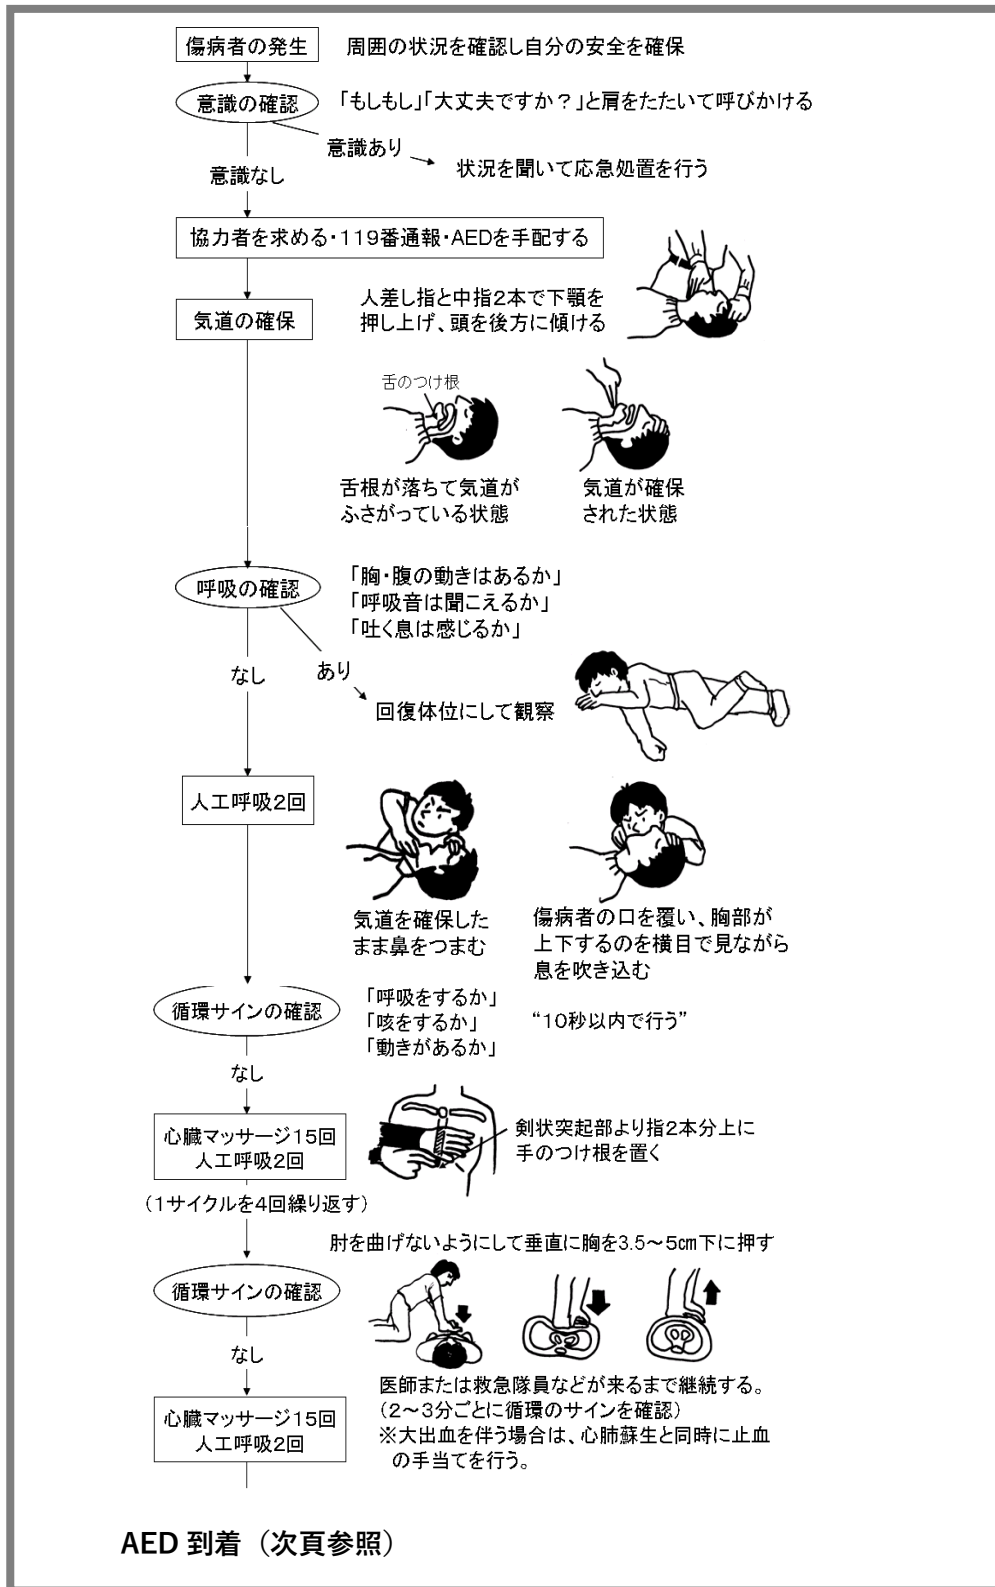 傷病者の発生
周囲の状況を確認し自分の安全を確保
意識の確認
「もしもし」「大丈夫ですか？」と肩をたたいて呼びかける
意識あり
状況を聞いて応急処置を行う
意識なし
協力者を求める・119番通報・AEDを手配する
気道の確保
人差し指と中指2本で下顎を
押し上げ、頭を後方に傾ける
舌のつけ根
舌根が落ちて気道が
ふさがっている状態
気道が確保
された状態
呼吸の確認
「胸・腹の動きはあるか」
「呼吸音は聞こえるか」
「吐く息は感じるか」
なし
あり
回復体位にして観察
人工呼吸2回
気道を確保した
まま鼻をつまむ
傷病者の口を覆い、胸部が
上下するのを横目で見ながら
息を吹き込む
循環サインの確認
「呼吸をするか」
「咳をするか」
「動きがあるか」
“10秒以内で行う”
なし
心臓マッサージ15回
人工呼吸2回
剣状突起部より指2本分上に
手のつけ根を置く
（1サイクルを4回繰り返す）
肘を曲げないようにして垂直に胸を3.5～5㎝下に押す
循環サインの確認
なし
心臓マッサージ15回
人工呼吸2回
医師または救急隊員などが来るまで継続する。
（2～3分ごとに循環のサインを確認）
※大出血を伴う場合は、心肺蘇生と同時に止血
の手当てを行う。
AED 到着（次頁参照）